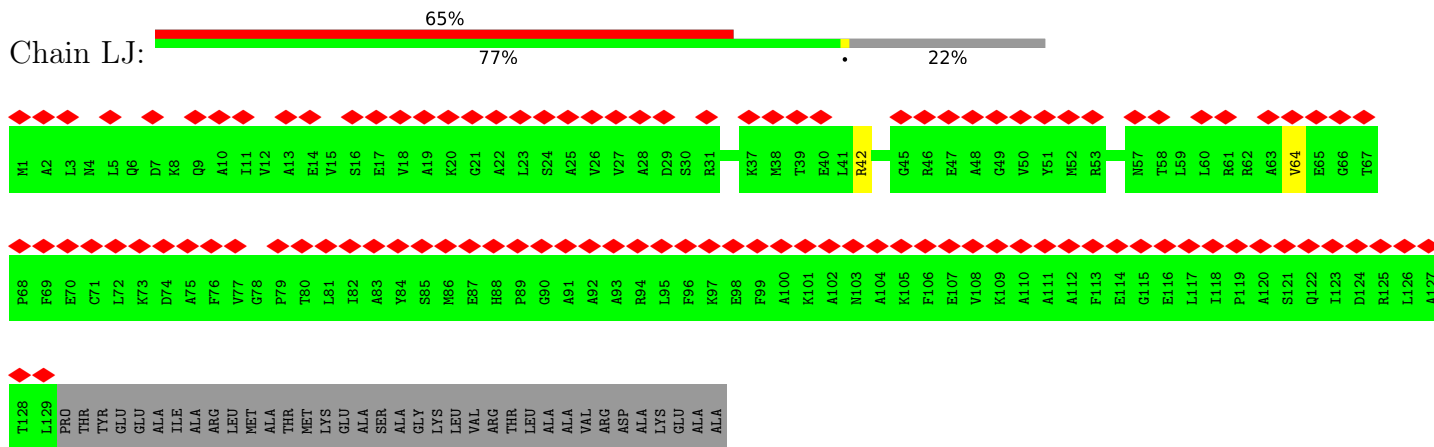 65%
Chain LJ:
77% • 22%
M1 A2 L3 N4 L5 Q6 D7 K8 Q9 A10 I11 V12 A13 E14 V15 S16 E17 V18 A19 K20 G21 A22 L23 S24 A25 V26 V27 A28 D29 S30 R31 K37 M38 T39 E40 L41 R42 G45 R46 E47 A48 G49 V50 Y51 M52 R53 N57 T58 L59 L60 R61 R62 A63 V64 E65 G66 T67
P68 F69 E70 C71 L72 K73 D74 A75 F76 V77 G78 P79 T80 L81 I82 A83 Y84 S85 M86 E87 H88 P89 G90 A91 A92 A93 R94 L95 F96 K97 E98 F99 A100 K101 A102 N103 A104 K105 F106 E107 V108 K109 A110 A111 A112 F113 E114 G115 E116 L117 I118 P119 A120 S121 Q122 I123 D124 R125 L126 A127
T128 L129 PRO THR TYR GLU GLU ALA ILE ALA ARG LEU MET ALA THR MET LYS GLU ALA SER ALA GLY LYS LEU VAL ARG THR LEU ALA ALA VAL ARG ASP ALA LYS GLU ALA ALA